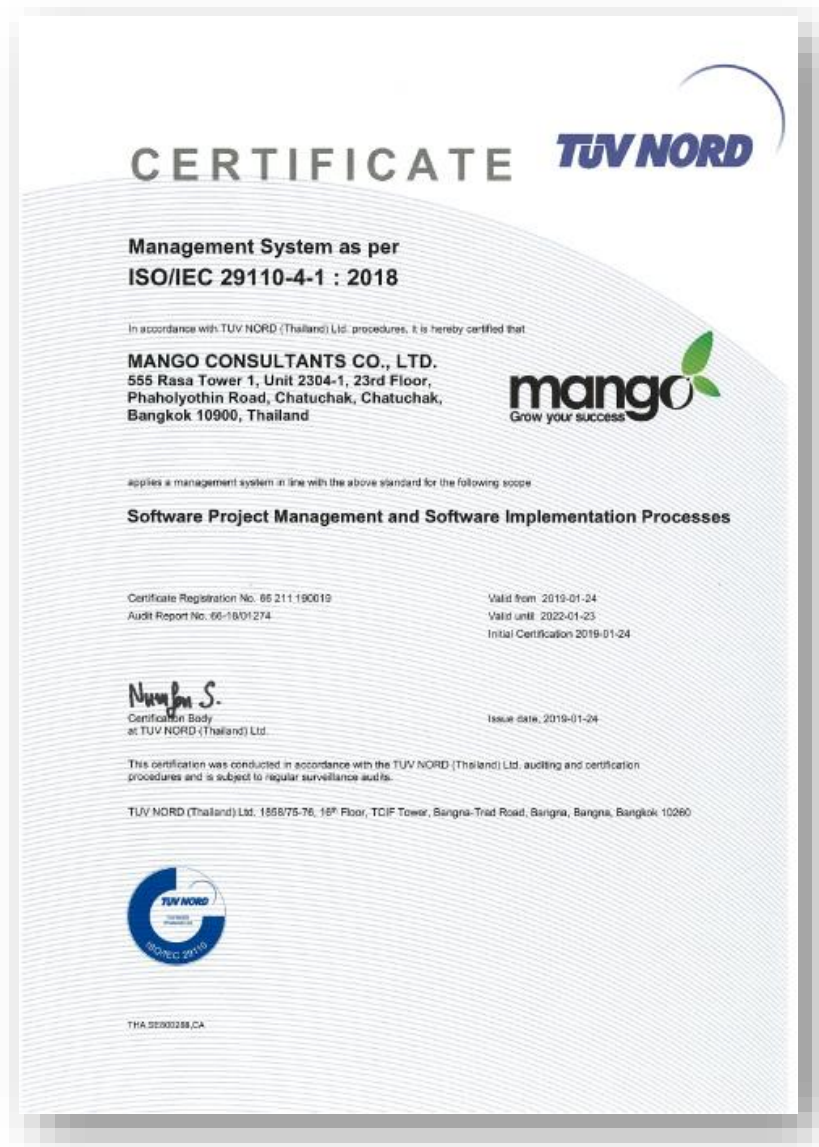 CERTIFICATE
TÜV NORD
Management System as per
ISO/IEC 29110-4-1 : 2018
In accordance with TUV NORD (Thailand) Ltd. procedures, it is hereby certified that
MANGO CONSULTANTS CO., LTD.
555 Rasa Tower 1, Unit 2304-1, 23rd Floor,
Phaholyothin Road, Chatuchak, Chatuchak,
Bangkok 10900, Thailand
mango
Grow your success
applies a management system in line with the above standard for the following scope
Software Project Management and Software Implementation Processes
Certificate Registration No. 66 211 190019
Audit Report No. 66-18/01274
Valid from 2019-01-24
Valid until 2022-01-23
Initial Certification 2019-01-24
Certification Body
at TUV NORD (Thailand) Ltd.
Issue date, 2019-01-24
This certification was conducted in accordance with the TUV NORD (Thailand) Ltd. auditing and certification
procedures and is subject to regular surveillance audits.
TUV NORD (Thailand) Ltd. 1858/75-76, 16th Floor, TCIF Tower, Bangna-Trad Road, Bangna, Bangna, Bangkok 10260
TÜV NORD
ISO/IEC 29110